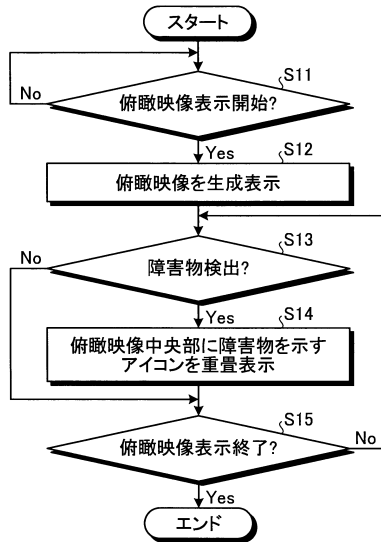 スタート
S11
俯瞰映像表示開始?
No
Yes
S12
俯瞰映像を生成表示
S13
障害物検出?
No
Yes
S14
俯瞰映像中央部に障害物を示す
アイコンを重畳表示
S15
俯瞰映像表示終了?
No
Yes
エンド